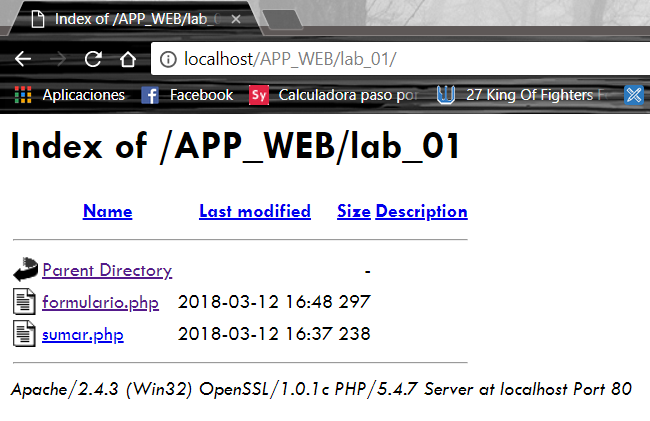 Index of /APP_WEB/lab_
localhost/APP_WEB/lab_01/
Aplicaciones Facebook Sy Calculadora paso por 27 King Of Fighters
Index of /APP_WEB/lab_01
Name Last modified Size Description
Parent Directory -
formulario.php 2018-03-12 16:48 297
sumar.php 2018-03-12 16:37 238
Apache/2.4.3 (Win32) OpenSSL/1.0.1c PHP/5.4.7 Server at localhost Port 80